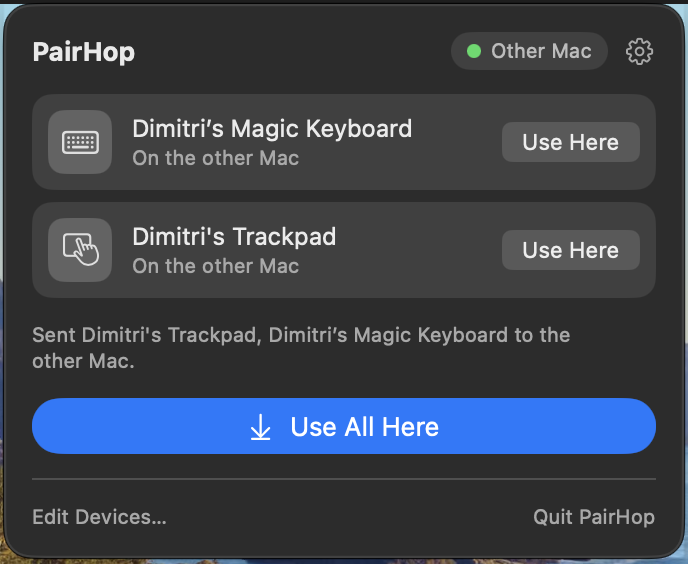 PairHop
Other Mac
Dimitri’s Magic Keyboard
On the other Mac
Use Here
Dimitri's Trackpad
On the other Mac
Use Here
Sent Dimitri's Trackpad, Dimitri’s Magic Keyboard to the
other Mac.
Use All Here
Edit Devices...
Quit PairHop